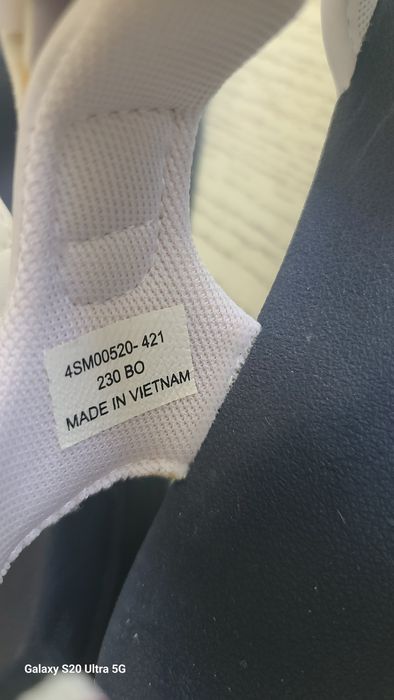 4SM00520- 421
230 BO
MADE IN VIETNAM
Galaxy S20 Ultra 5G